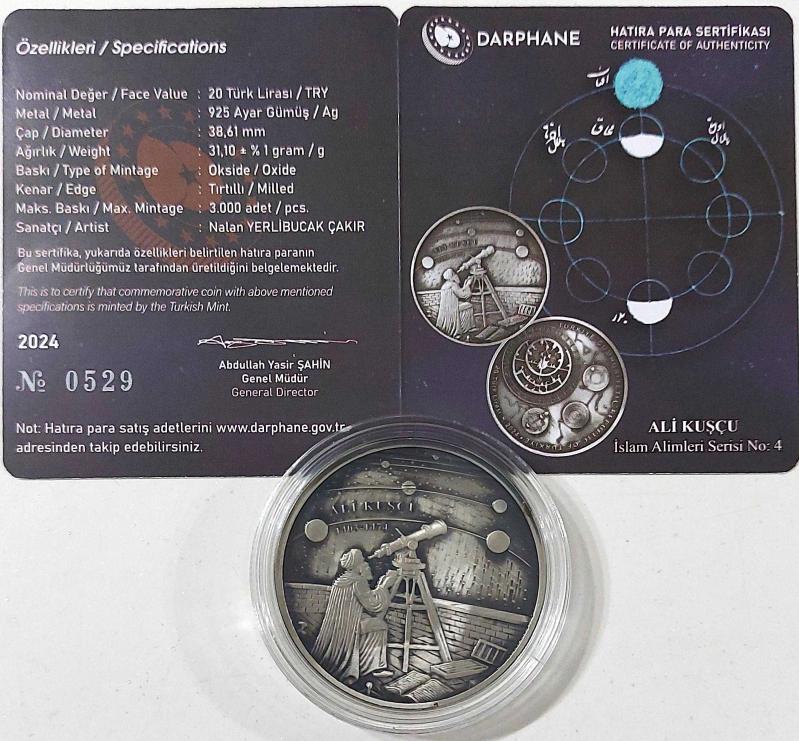 Özellikleri / Specifications
Nominal Değer / Face Value : 20 Türk Lirası / TRY
Metal / Metal : 925 Ayar Gümüş / Ag
Çap / Diameter : 38,61 mm
Ağırlık / Weight : 31,10 ± % 1 gram / g
Baskı / Type of Mintage : Okside / Oxide
Kenar / Edge : Tırtıllı / Milled
Maks. Baskı / Max. Mintage : 3.000 adet / pcs.
Sanatçı / Artist : Nalan YERLİBUCAK ÇAKIR
Bu sertifika, yukarıda özellikleri belirtilen hatıra paranın
Genel Müdürlüğümüz tarafından üretildiğini belgelemektedir.
This is to certify that commemorative coin with above mentioned
specifications is minted by the Turkish Mint.
2024
№ 0529
Abdullah Yasir ŞAHİN
Genel Müdür
General Director
Not: Hatıra para satış adetlerini www.darphane.gov.tr
adresinden takip edebilirsiniz.
DARPHANE
HATIRA PARA SERTİFİKASI
CERTIFICATE OF AUTHENTICITY
ALİ KUŞÇU
İslam Alimleri Serisi No: 4
ALİ KUŞÇU
1403-1474